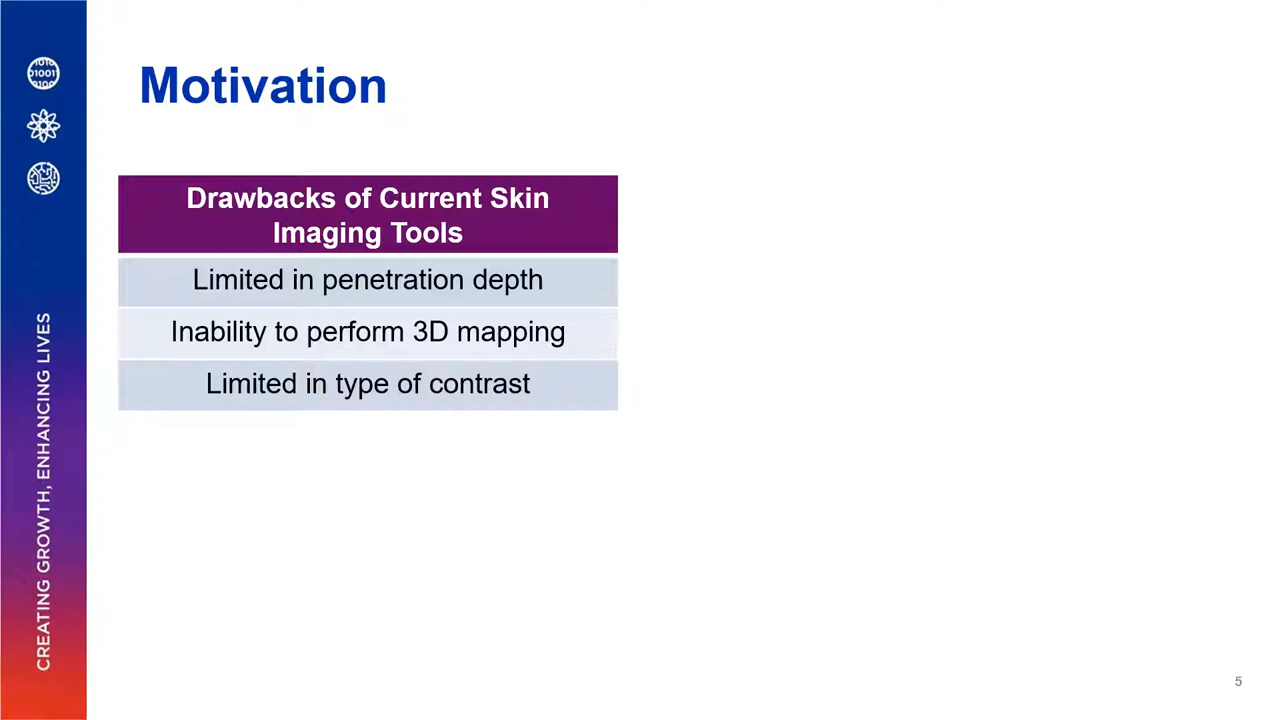 Motivation
Drawbacks of Current Skin
Imaging Tools
Limited in penetration depth
Inability to perform 3D mapping
Limited in type of contrast
CREATING GROWTH, ENHANCING LIVES
5